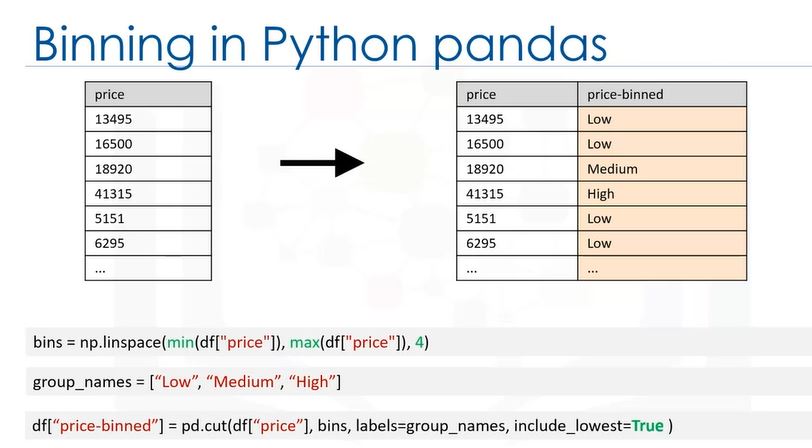 Binning in Python pandas
price
13495
16500
18920
41315
5151
6295
...
price price-binned
13495 Low
16500 Low
18920 Medium
41315 High
5151 Low
6295 Low
... ...
bins = np.linspace(min(df["price"]), max(df["price"]), 4)
group_names = [“Low”, “Medium”, “High”]
df[“price-binned”] = pd.cut(df[“price”], bins, labels=group_names, include_lowest=True )